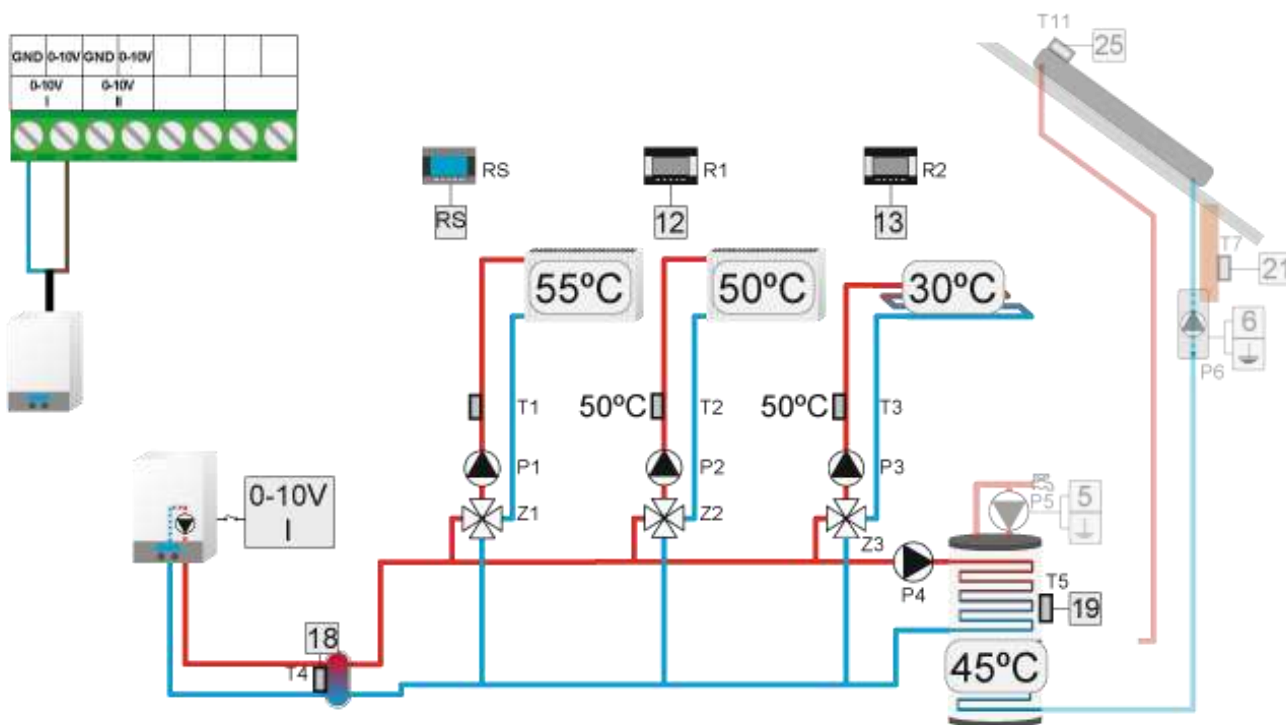 GND 0-10V GND 0-10V
0-10V 0-10V
I II
T11 25
RS R1 R2
RS 12 13
T7
21
55ºC 50ºC 30ºC
6
P6
T1 50ºC T2 50ºC T3
P1 P2 P3
0-10V
I
5
P5
Z1 Z2 Z3
P4
T5 19
18
T4
45ºC